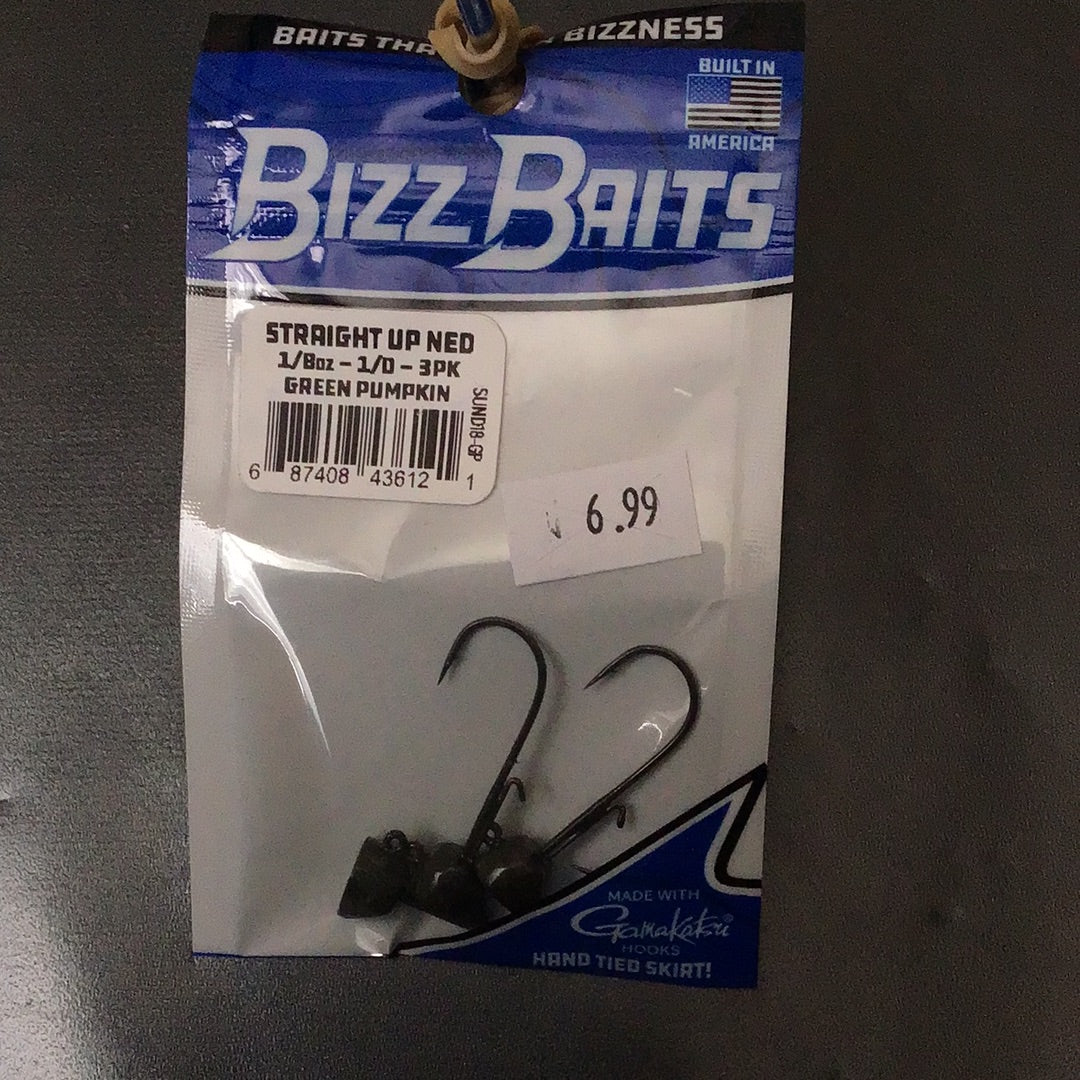 BAITS THA BIZZNESS
BUILT IN
AMERICA
BIZZ BAITS
STRAIGHT UP NED
1/8oz - 1/0 - 3PK
GREEN PUMPKIN
SUND18-GP
6 87408 43612 1
6.99
MADE WITH
Gamakatsu®
HOOKS
HAND TIED SKIRT!